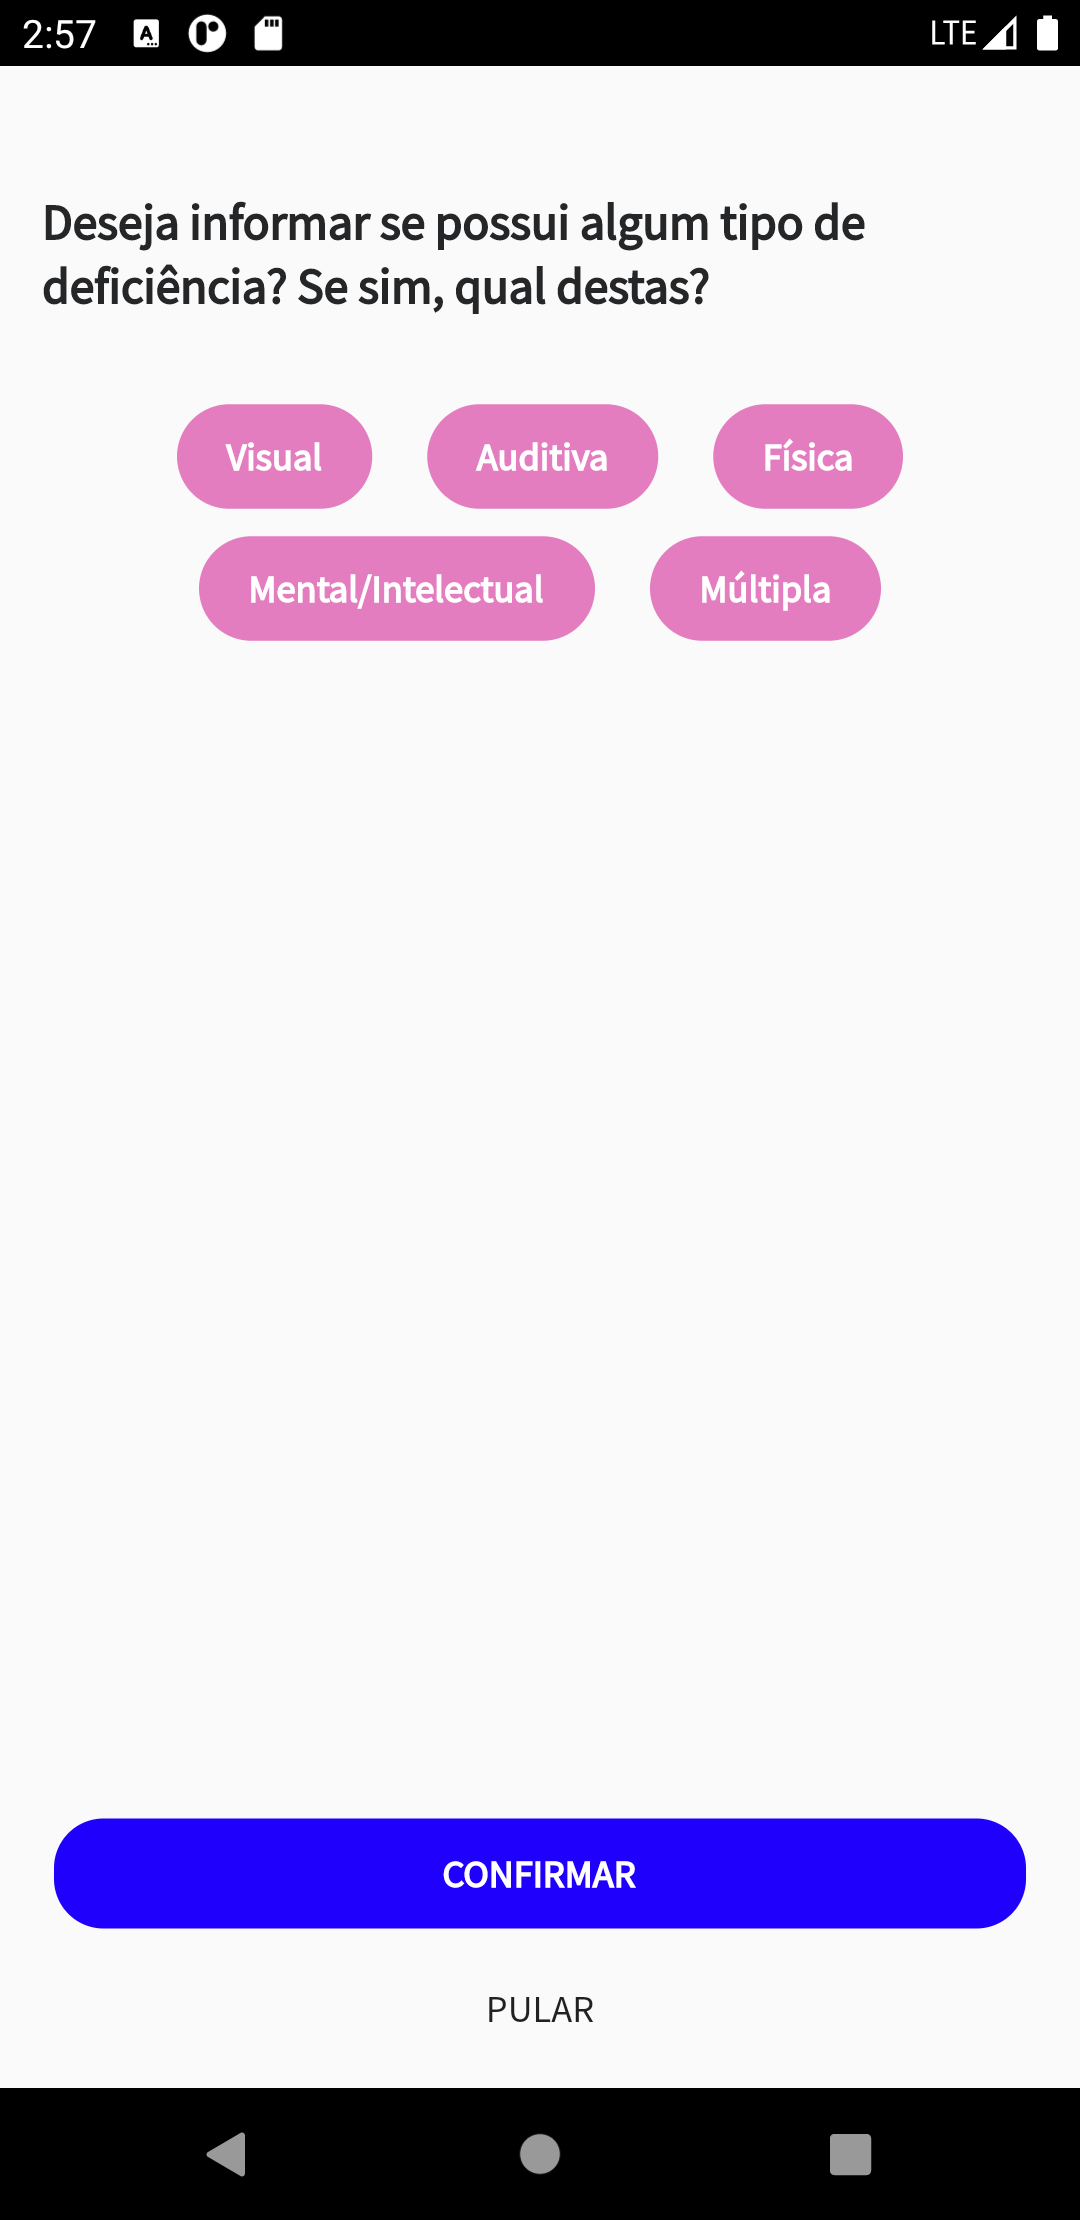 2:57
LTE
Deseja informar se possui algum tipo de
deficiência? Se sim, qual destas?
Visual Auditiva Física
Mental/Intelectual Múltipla
CONFIRMAR
PULAR